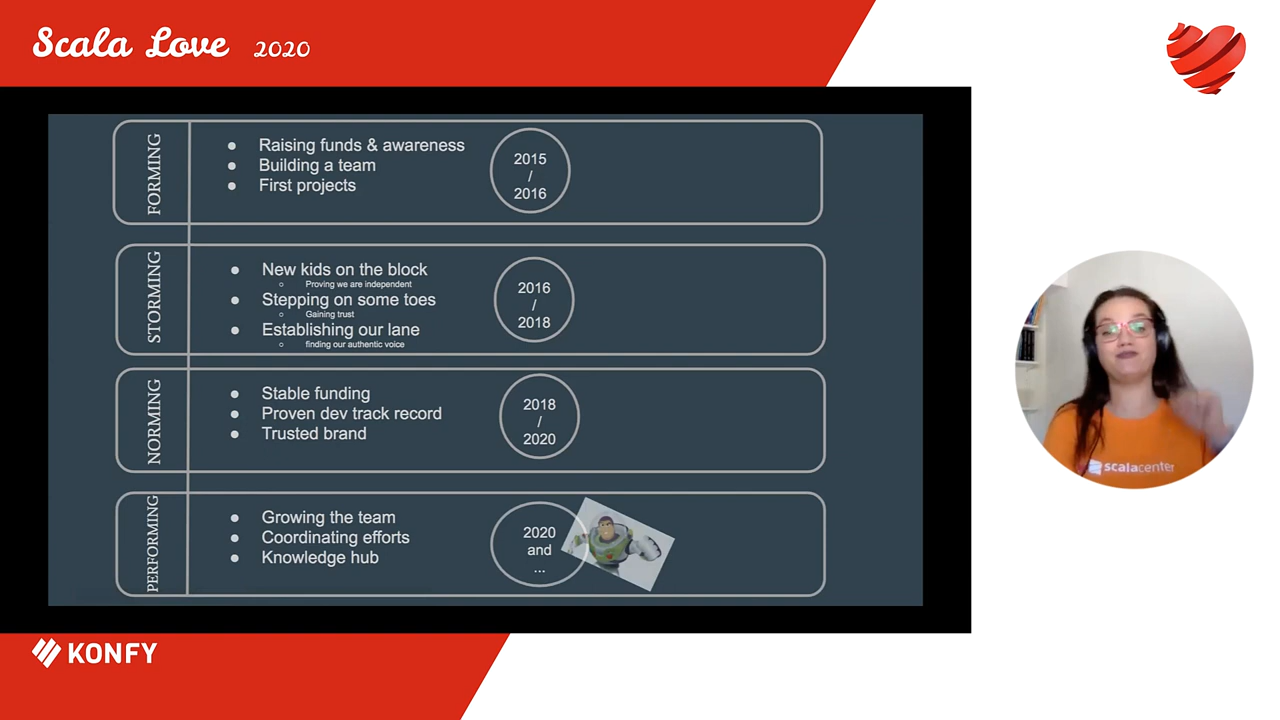 Scala Love 2020
FORMING
Raising funds & awareness
Building a team
First projects
2015
/
2016
STORMING
New kids on the block
Proving we are independent
Stepping on some toes
Gaining trust
Establishing our lane
finding our authentic voice
2016
/
2018
NORMING
Stable funding
Proven dev track record
Trusted brand
2018
/
2020
PERFORMING
Growing the team
Coordinating efforts
Knowledge hub
2020
and
...
scalacenter
KONFY